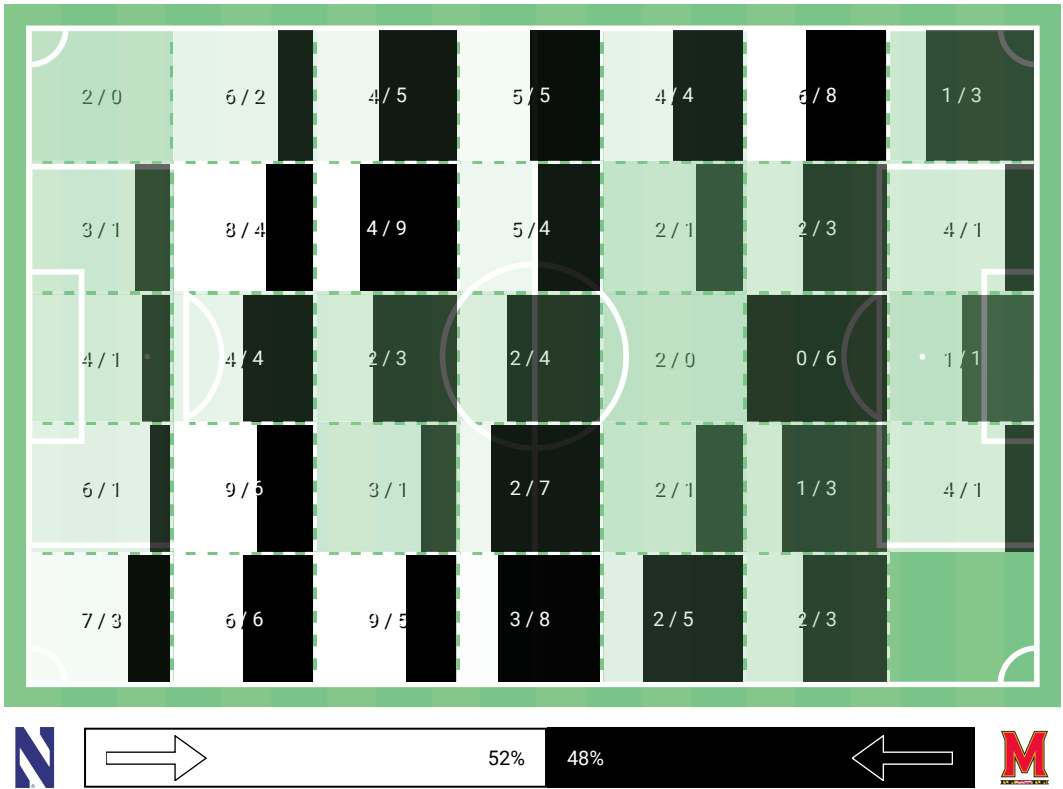 2 / 0 6 / 2 4 / 5 5 / 5 4 / 4 6 / 8 1 / 3
3 / 1 8 / 4 4 / 9 5 / 4 2 / 1 2 / 3 4 / 1
4 / 1 4 / 4 2 / 3 2 / 4 2 / 0 0 / 6 1 / 1
6 / 1 9 / 6 3 / 1 2 / 7 2 / 1 1 / 3 4 / 1
7 / 3 6 / 6 9 / 5 3 / 8 2 / 5 2 / 3
N 52% 48% M